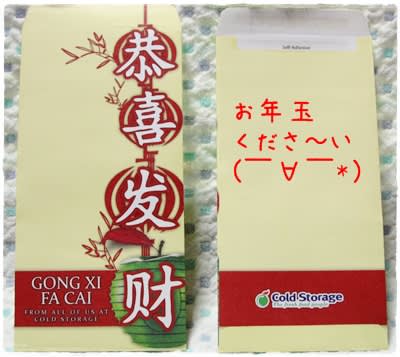 恭
喜
发
财
GONG XI
FA CAI
FROM ALL OF US AT
COLD STORAGE
Self-Adhesive
お年玉
くださ～い
(￣∀￣*)
Cold Storage
The fresh food people